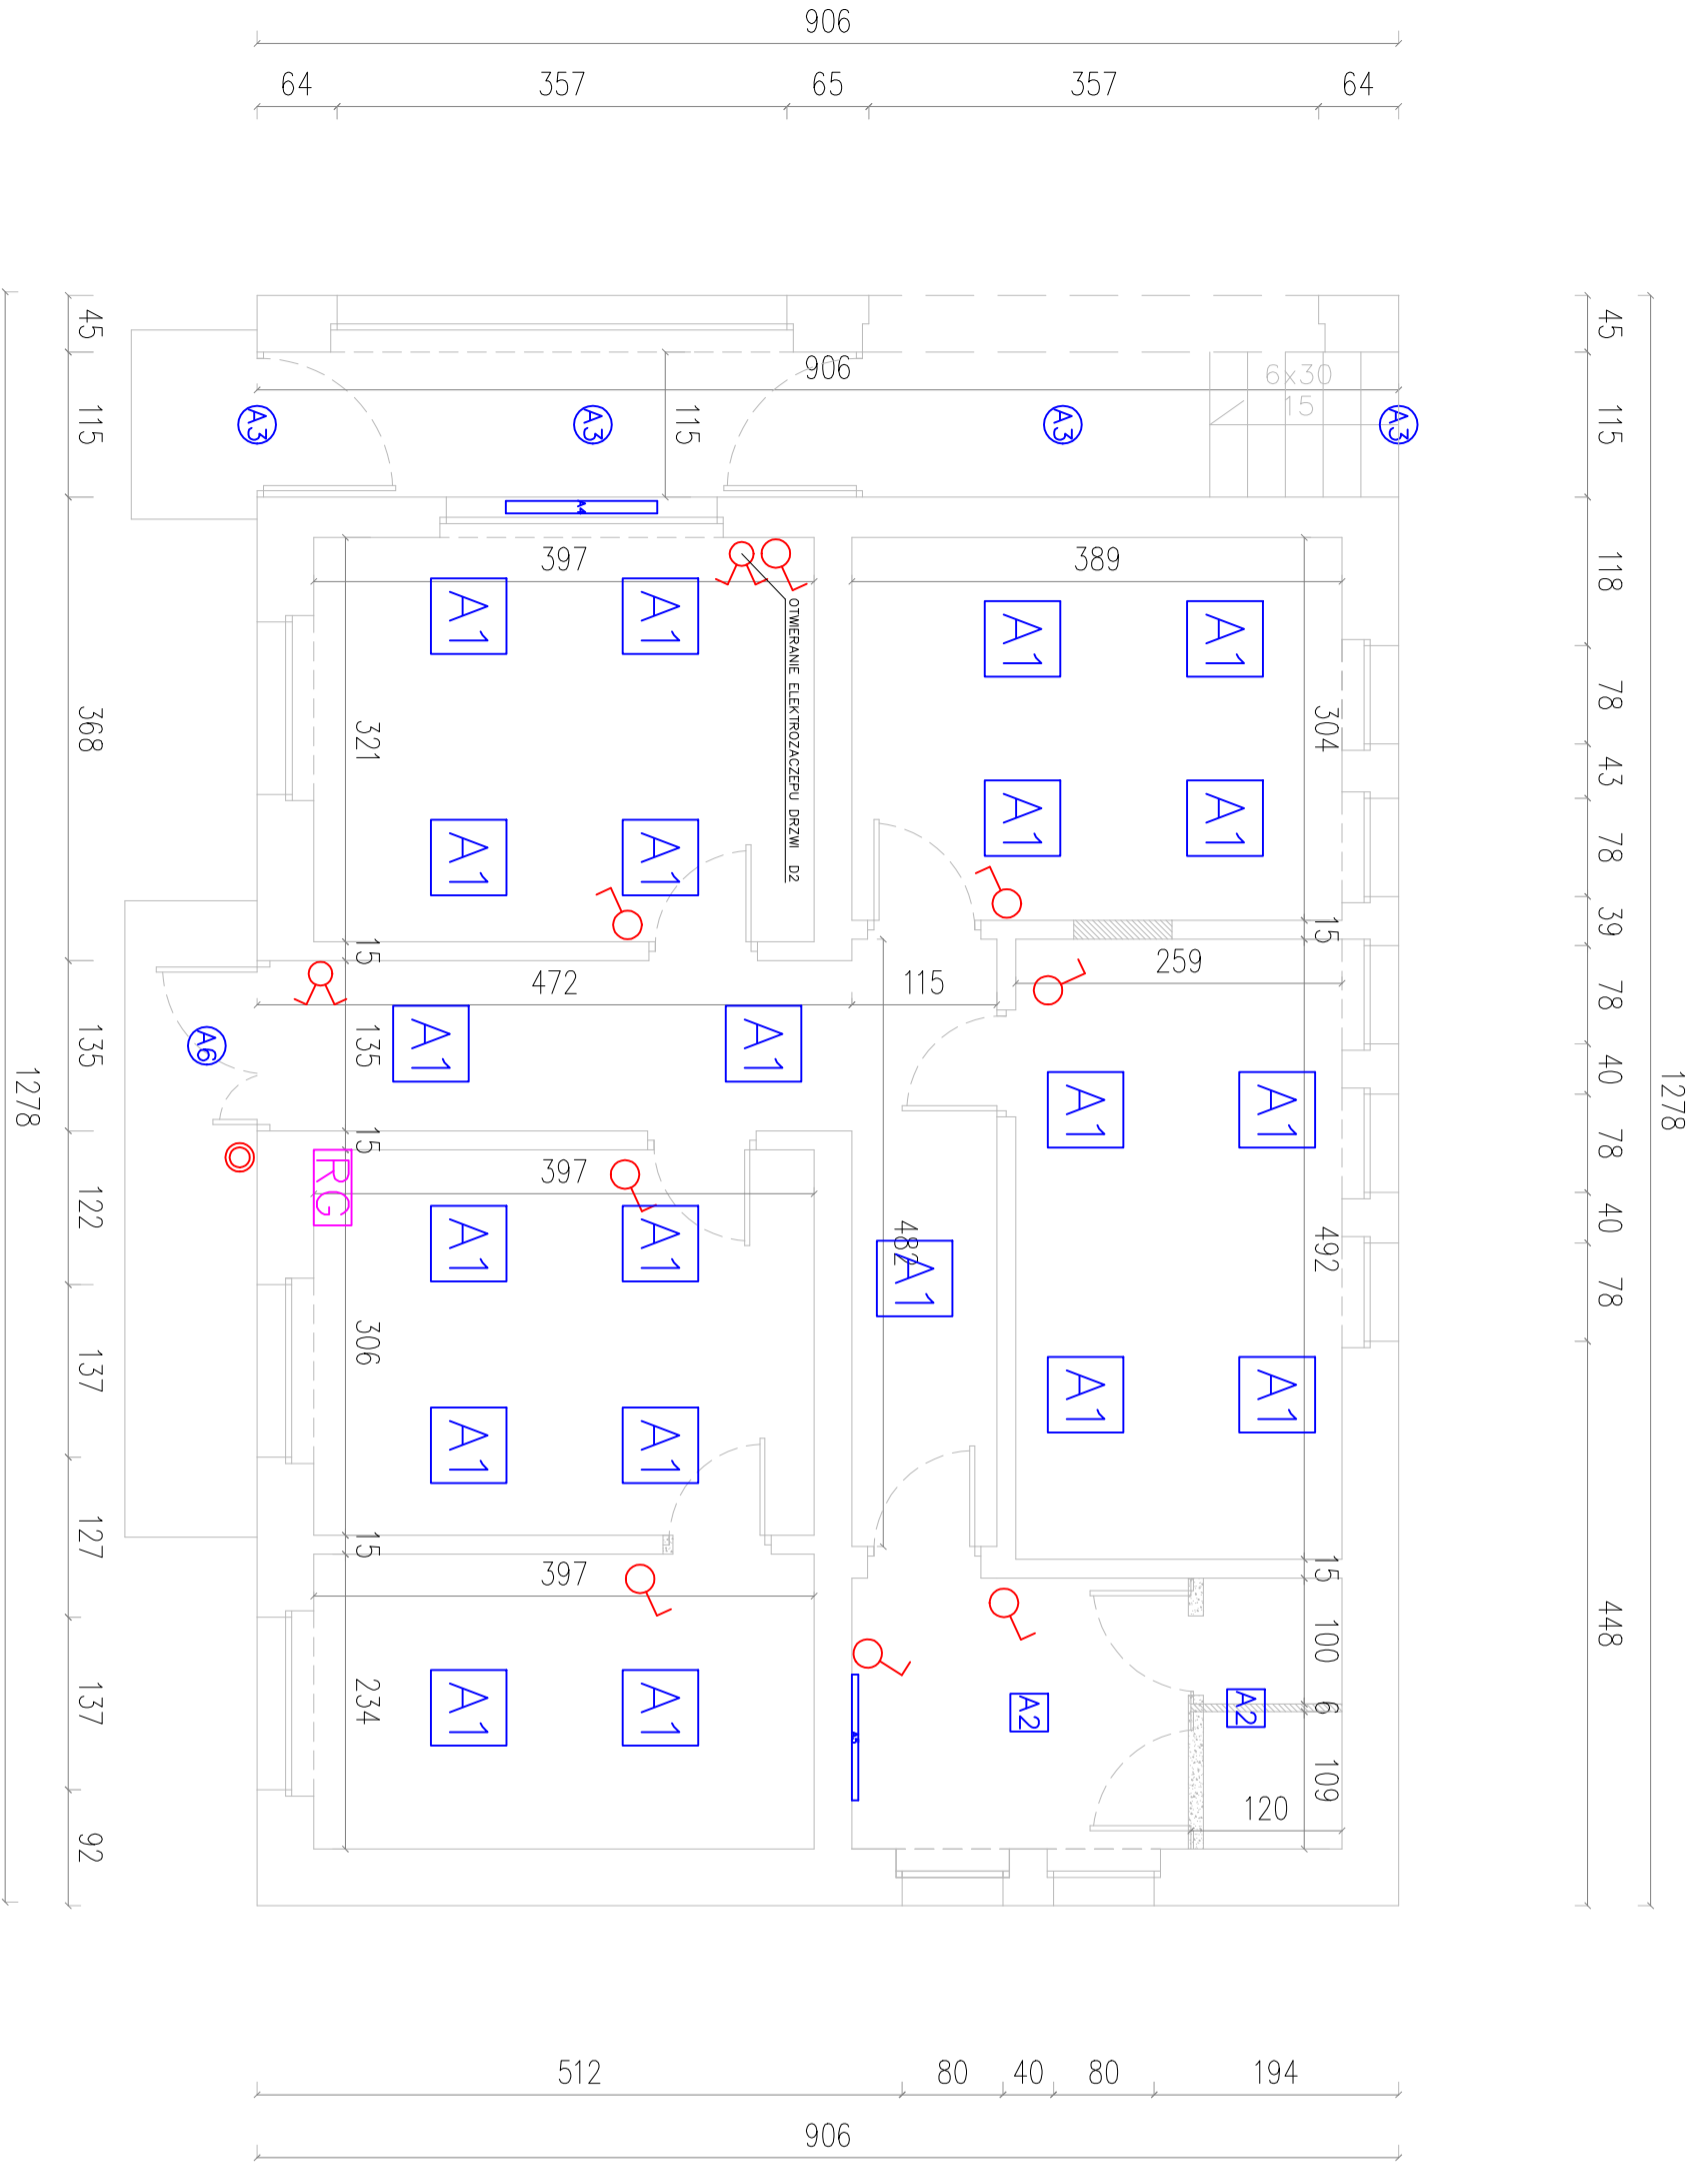 906
64 357 65 357 64
45 115 368 135 122 137 127 137 92
1278
45 115 118 78 43 78 39 78 40 78 40 78 448
1278
906
6x30
15
A3 A3 A3 A3
115
A4
397
389
OTWIERANIE ELEKTROZACZEPU DRZWI D2
A1 A1 A1 A1
A1 A1 A1 A1
321
304
15
15
472
115
259
A6
135
A1 A1
A1 A1
15
RG
397
A1 A1
482
A1
492
306
A1 A1
A1 A1
15
15
397
100
234
A1 A1
A2
A2
6
A5
109
120
512 80 40 80 194
906